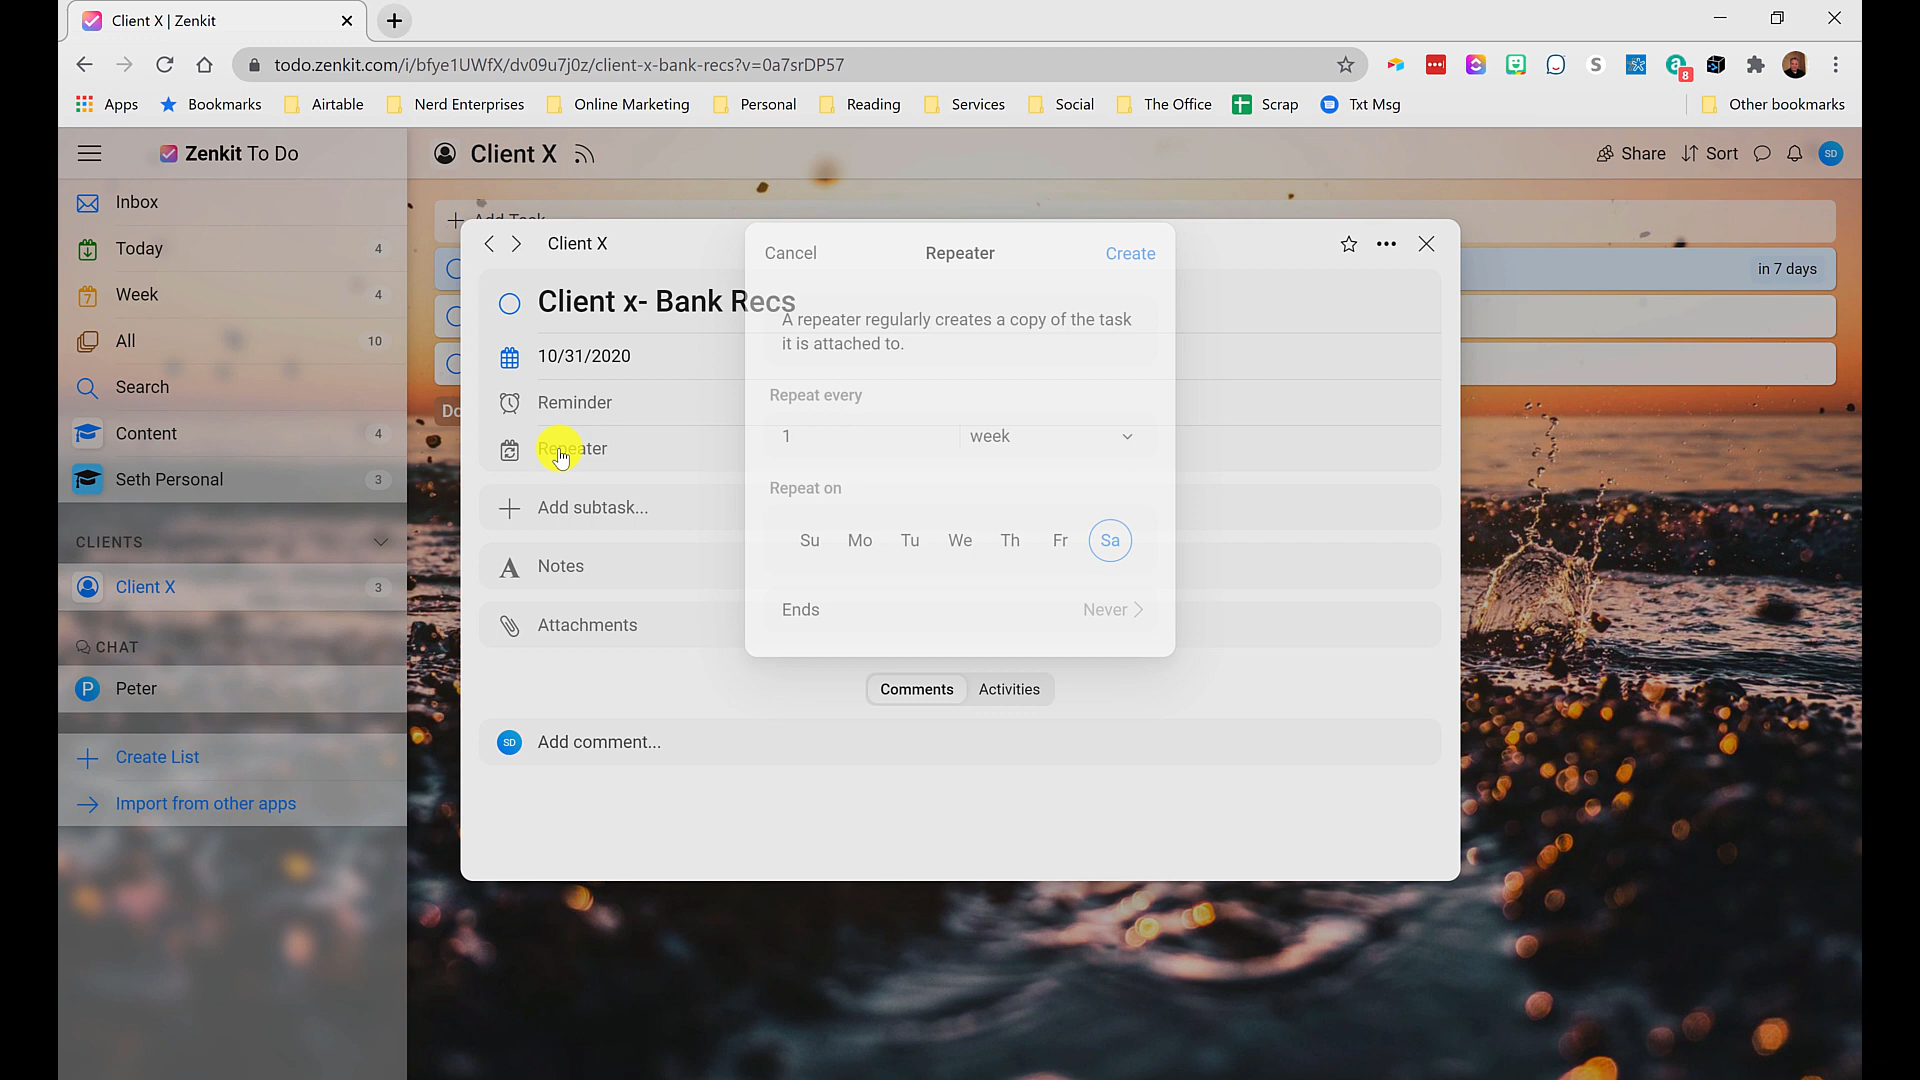 Client X | Zenkit
todo.zenkit.com/i/bfye1UWfX/dv09u7j0z/client-x-bank-recs?v=0a7srDP57
S
8
Apps
Bookmarks
Airtable
Nerd Enterprises
Online Marketing
Personal
Reading
Services
Social
The Office
Scrap
Txt Msg
Other bookmarks
Zenkit To Do
Client X
Share
Sort
SD
Inbox
Today 4
7 Week 4
All 10
Search
Content 4
Seth Personal 3
CLIENTS
Client X 3
CHAT
P Peter
Create List
Import from other apps
Add Task
in 7 days
Do
Client X
Client x- Bank Recs
10/31/2020
Reminder
Repeater
Add subtask...
A Notes
Attachments
Comments Activities
SD Add comment...
Cancel Repeater Create
A repeater regularly creates a copy of the task
it is attached to.
Repeat every
1 week
Repeat on
Su Mo Tu We Th Fr Sa
Ends Never